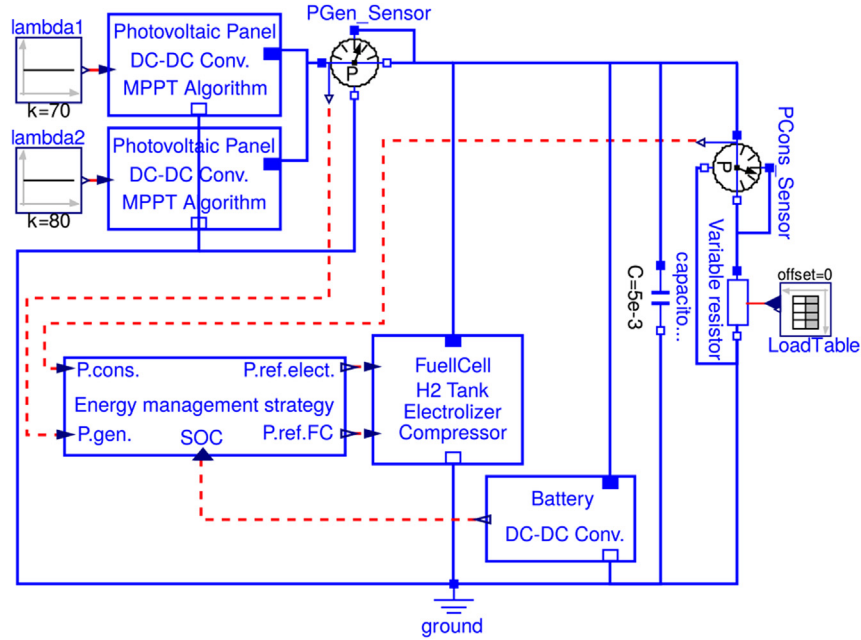 lambda1
k=70
lambda2
k=80
Photovoltaic Panel
DC-DC Conv.
MPPT Algorithm
Photovoltaic Panel
DC-DC Conv.
MPPT Algorithm
PGen_Sensor
P
PCons_Sensor
P
capacito...
C=5e-3
Variable resistor
offset=0
LoadTable
P.cons.
P.ref.elect.
Energy management strategy
P.gen.
SOC
P.ref.FC
FuellCell
H2 Tank
Electrolizer
Compressor
Battery
DC-DC Conv.
ground